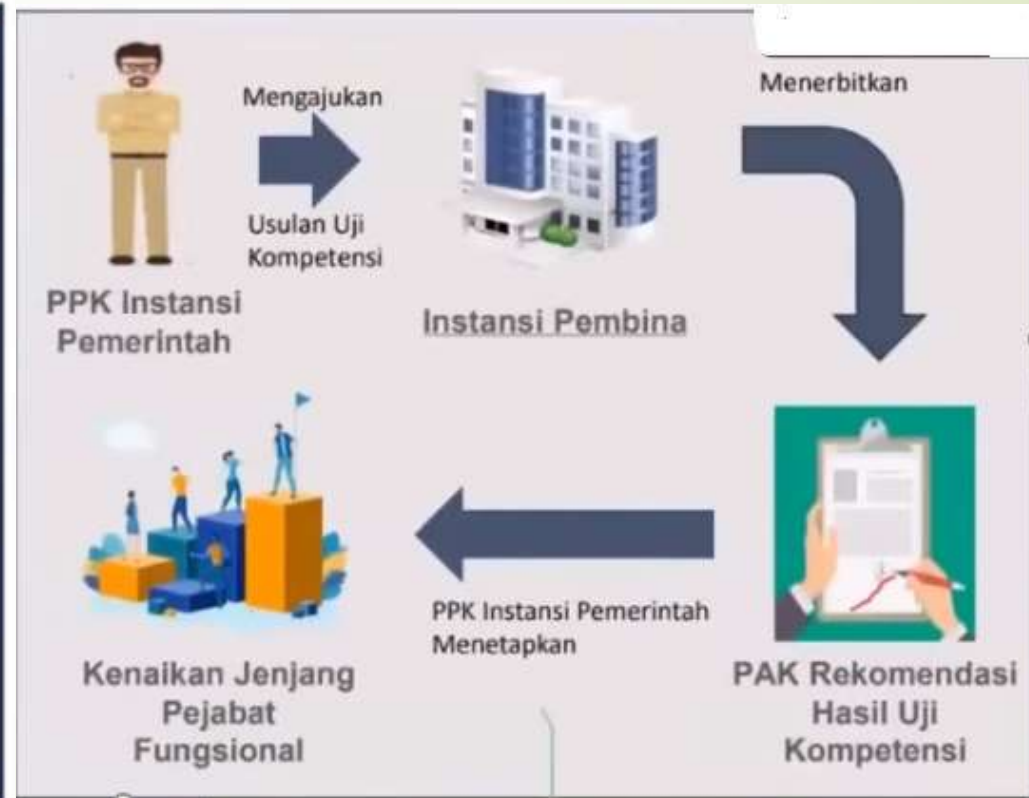 Mengajukan
Usulan Uji
Kompetensi
PPK Instansi
Pemerintah
Instansi Pembina
Menerbitkan
PAK Rekomendasi
Hasil Uji
Kompetensi
PPK Instansi Pemerintah
Menetapkan
Kenaikan Jenjang
Pejabat
Fungsional